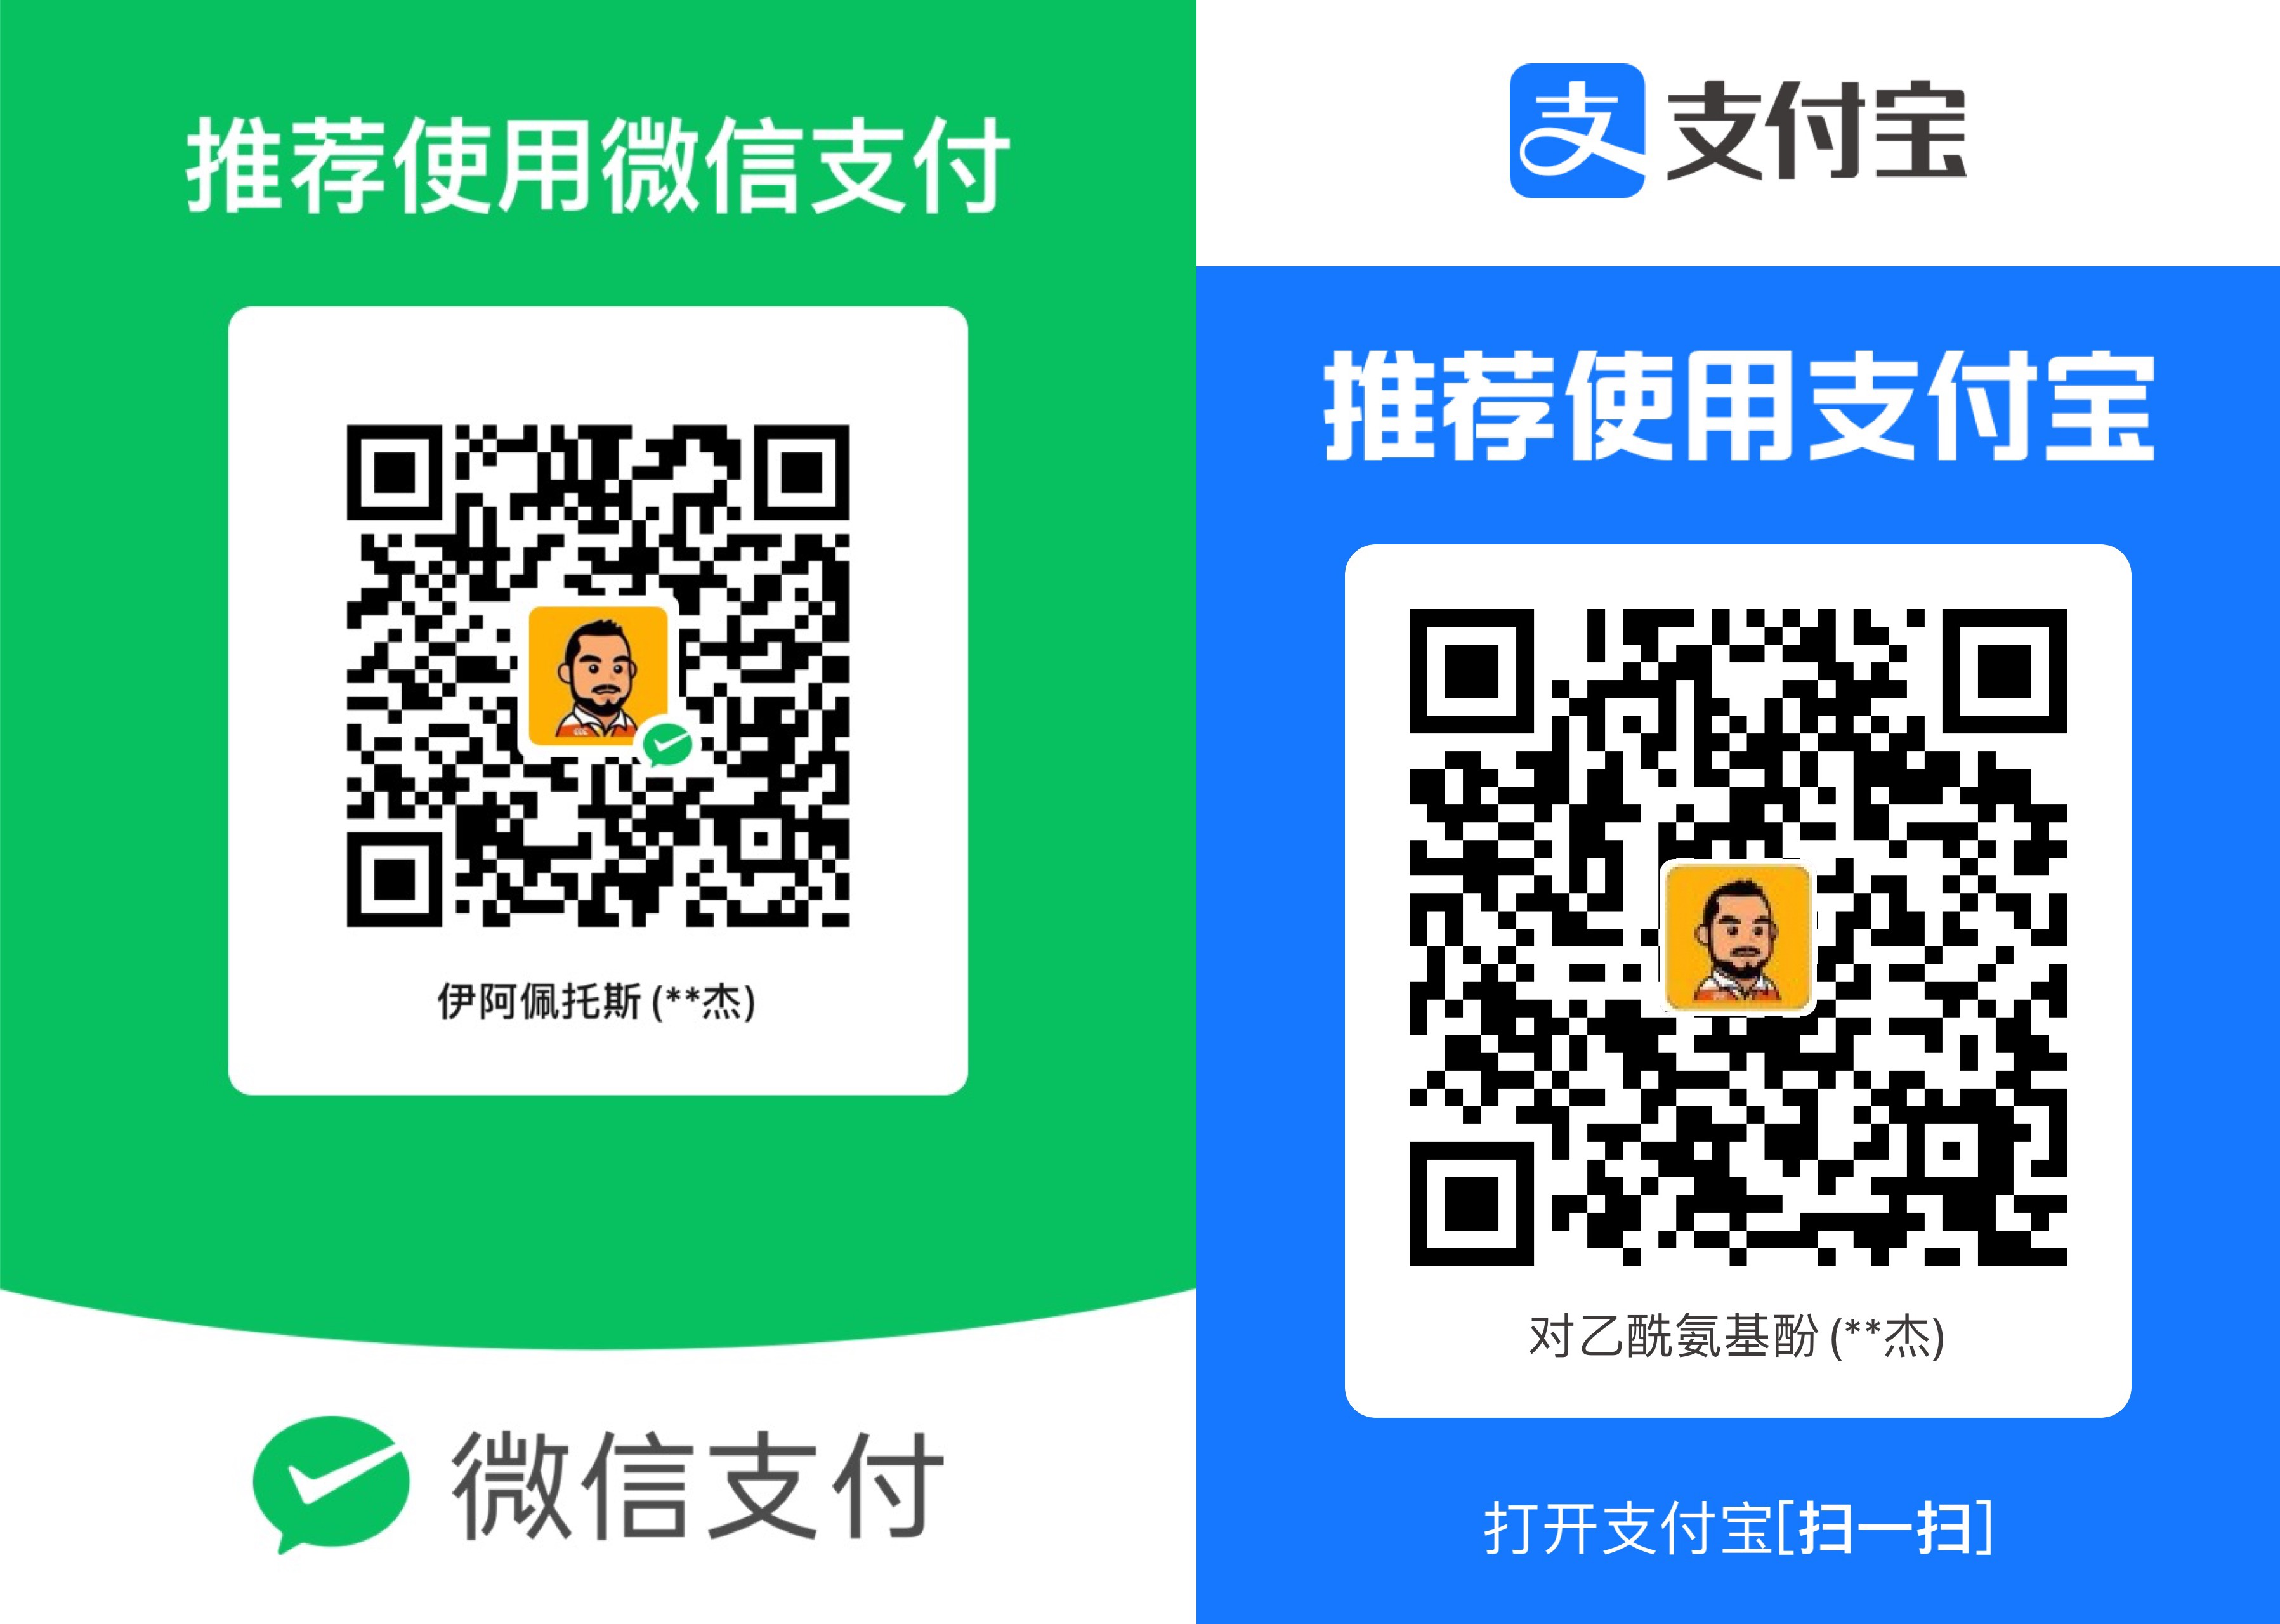 推荐使用微信支付
伊阿佩托斯 (**杰)
微信支付
支 支付宝
推荐使用支付宝
对乙酰氨基酚 (**杰)
打开支付宝[扫一扫]